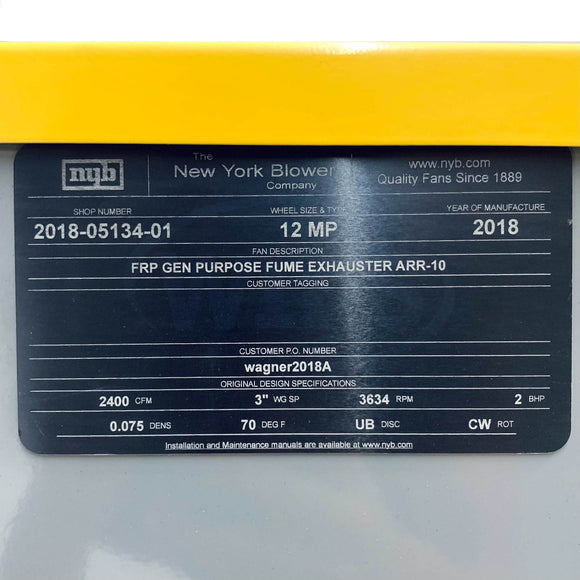 nyb
The
New York Blower
Company
www.nyb.com
Quality Fans Since 1889
SHOP NUMBER WHEEL SIZE & TYPE YEAR OF MANUFACTURE
2018-05134-01 12 MP 2018
FAN DESCRIPTION
FRP GEN PURPOSE FUME EXHAUSTER ARR-10
CUSTOMER TAGGING
CUSTOMER P.O. NUMBER
wagner2018A
ORIGINAL DESIGN SPECIFICATIONS
2400 CFM 3" WG SP 3634 RPM 2 BHP
0.075 DENS 70 DEG F UB DISC CW ROT
Installation and Maintenance manuals are available at www.nyb.com